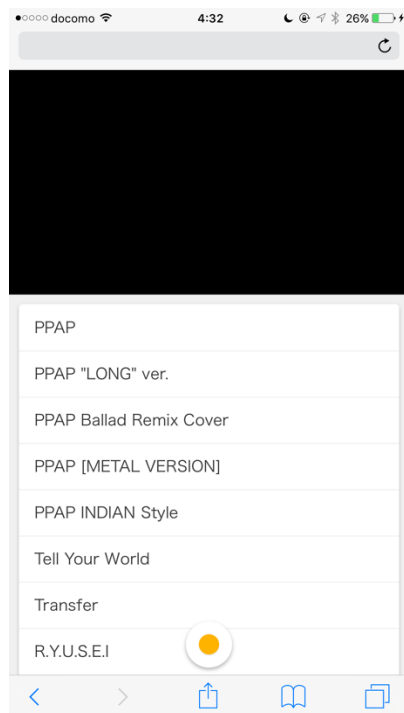 docomo 4:32 26%
PPAP
PPAP "LONG" ver.
PPAP Ballad Remix Cover
PPAP [METAL VERSION]
PPAP INDIAN Style
Tell Your World
Transfer
R.Y.U.S.E.I